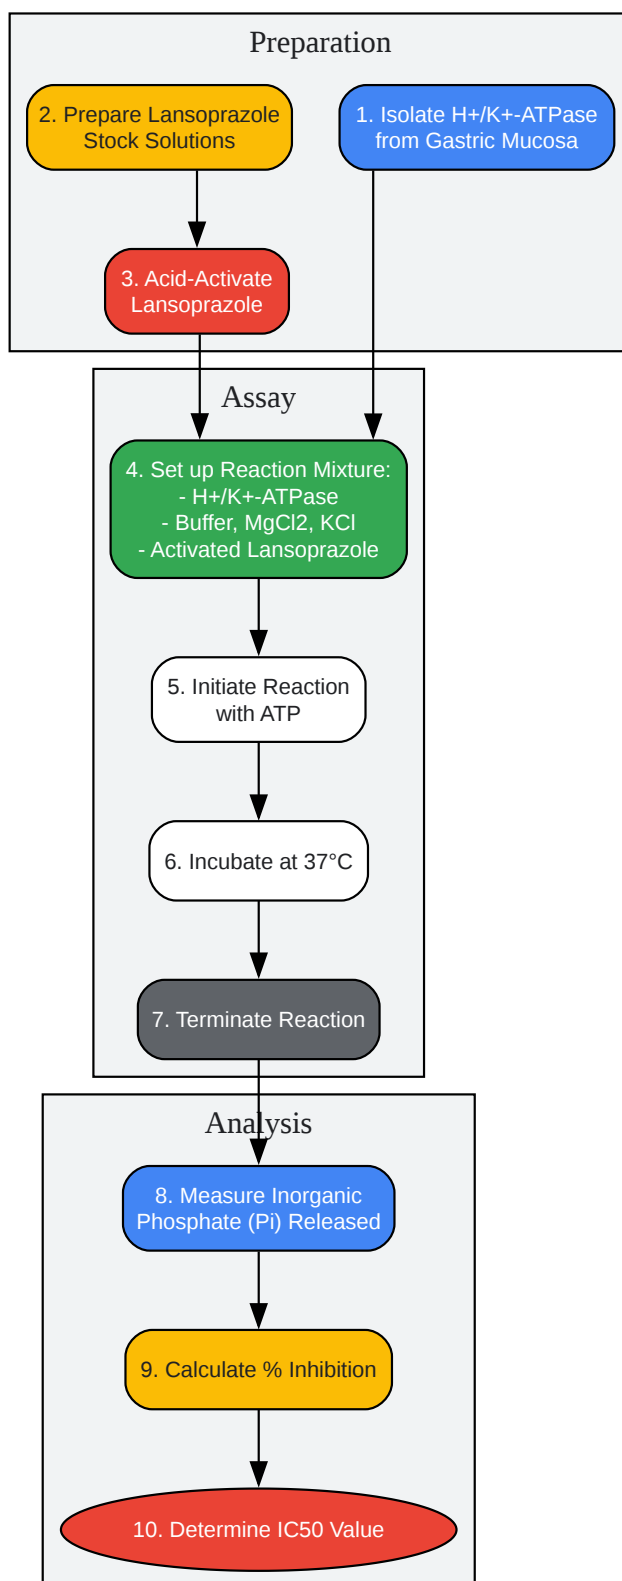 Preparation
2. Prepare Lansoprazole
Stock Solutions
1. Isolate H+/K+-ATPase
from Gastric Mucosa
3. Acid-Activate
Lansoprazole
Assay
4. Set up Reaction Mixture:
- H+/K+-ATPase
- Buffer, MgCl2, KCl
- Activated Lansoprazole
5. Initiate Reaction
with ATP
6. Incubate at 37°C
7. Terminate Reaction
Analysis
8. Measure Inorganic
Phosphate (Pi) Released
9. Calculate % Inhibition
10. Determine IC50 Value